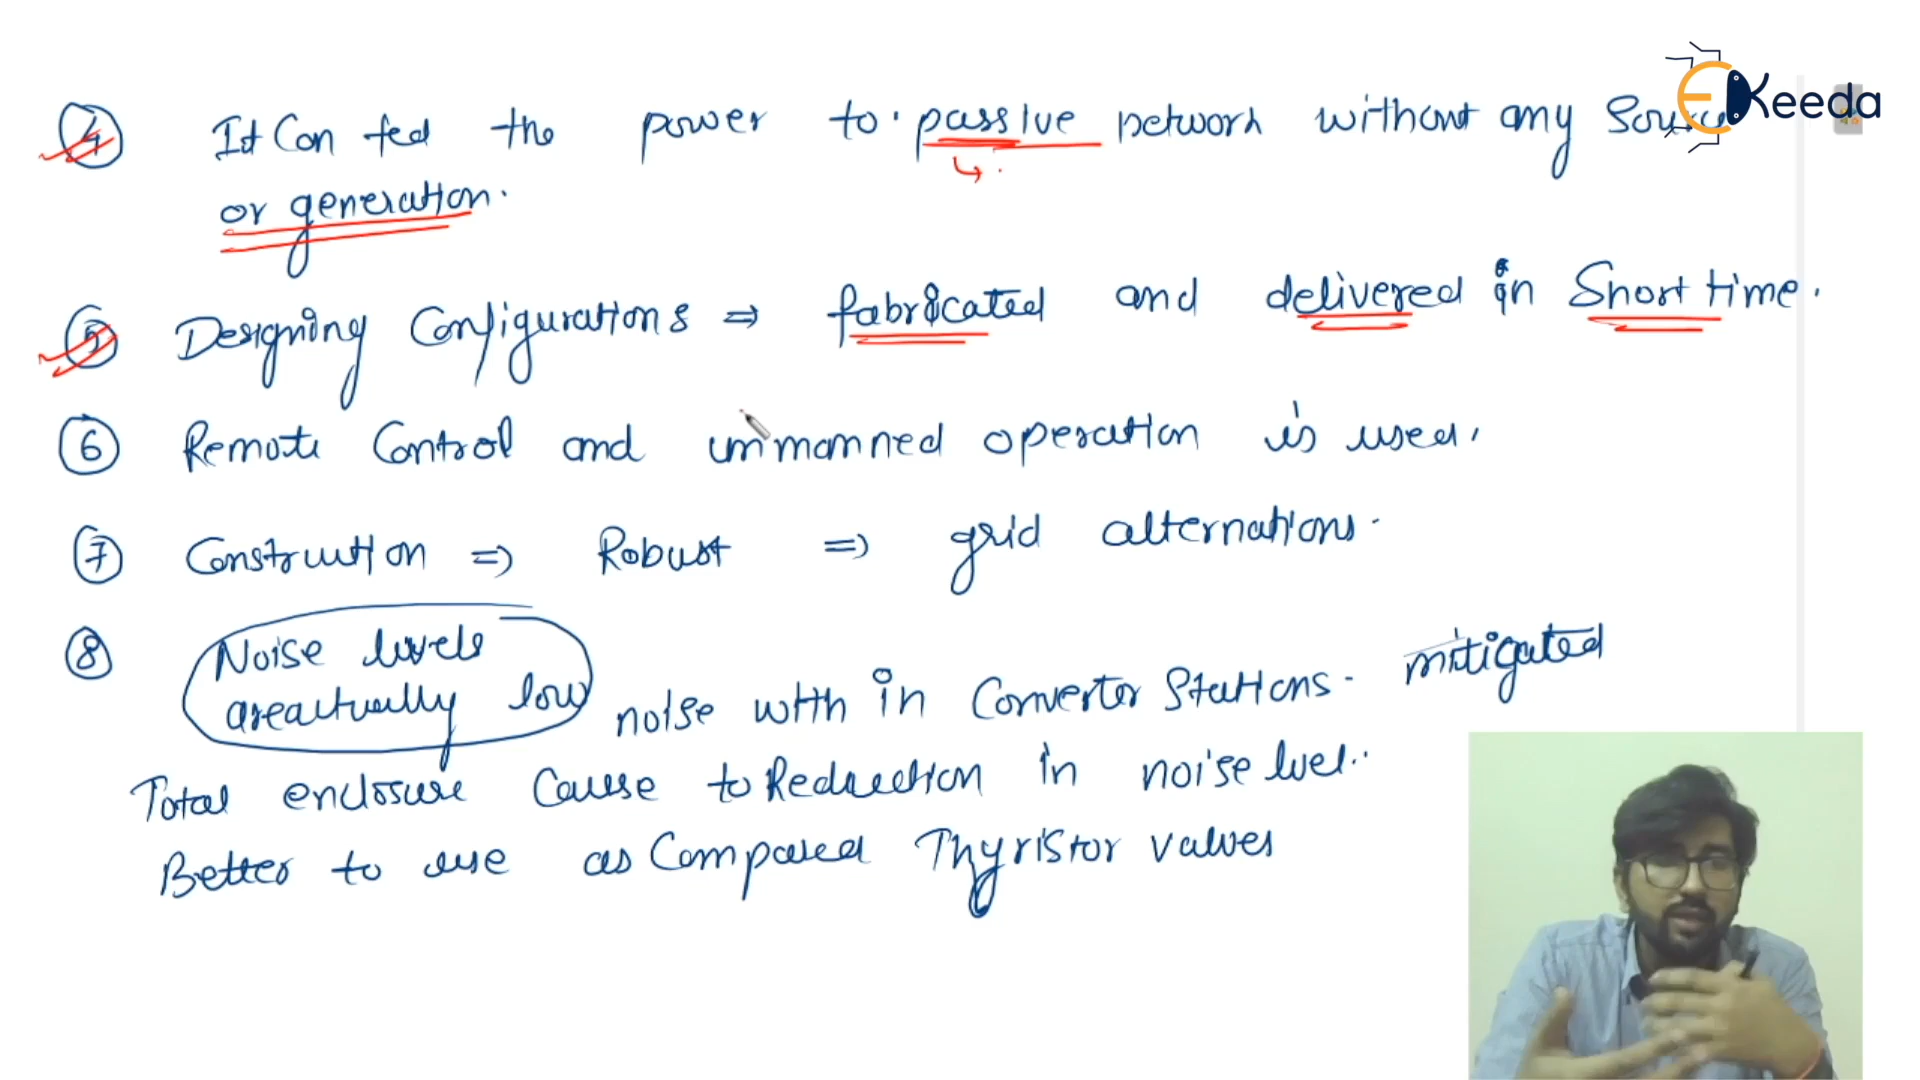 EKeeda
4 It Can fed the power to passive network without any Source
or generation.
5 Designing Configurations ⇒ fabricated and delivered in Short time.
6 Remote Control and unmanned operation is used.
7 Construction ⇒ Robust ⇒ grid alternations.
8 Noise levels
are actually low noise with in Converter Stations. mitigated
Total enclosure Cause to Reduction in noise level.
Better to use as Compared Thyristor valves